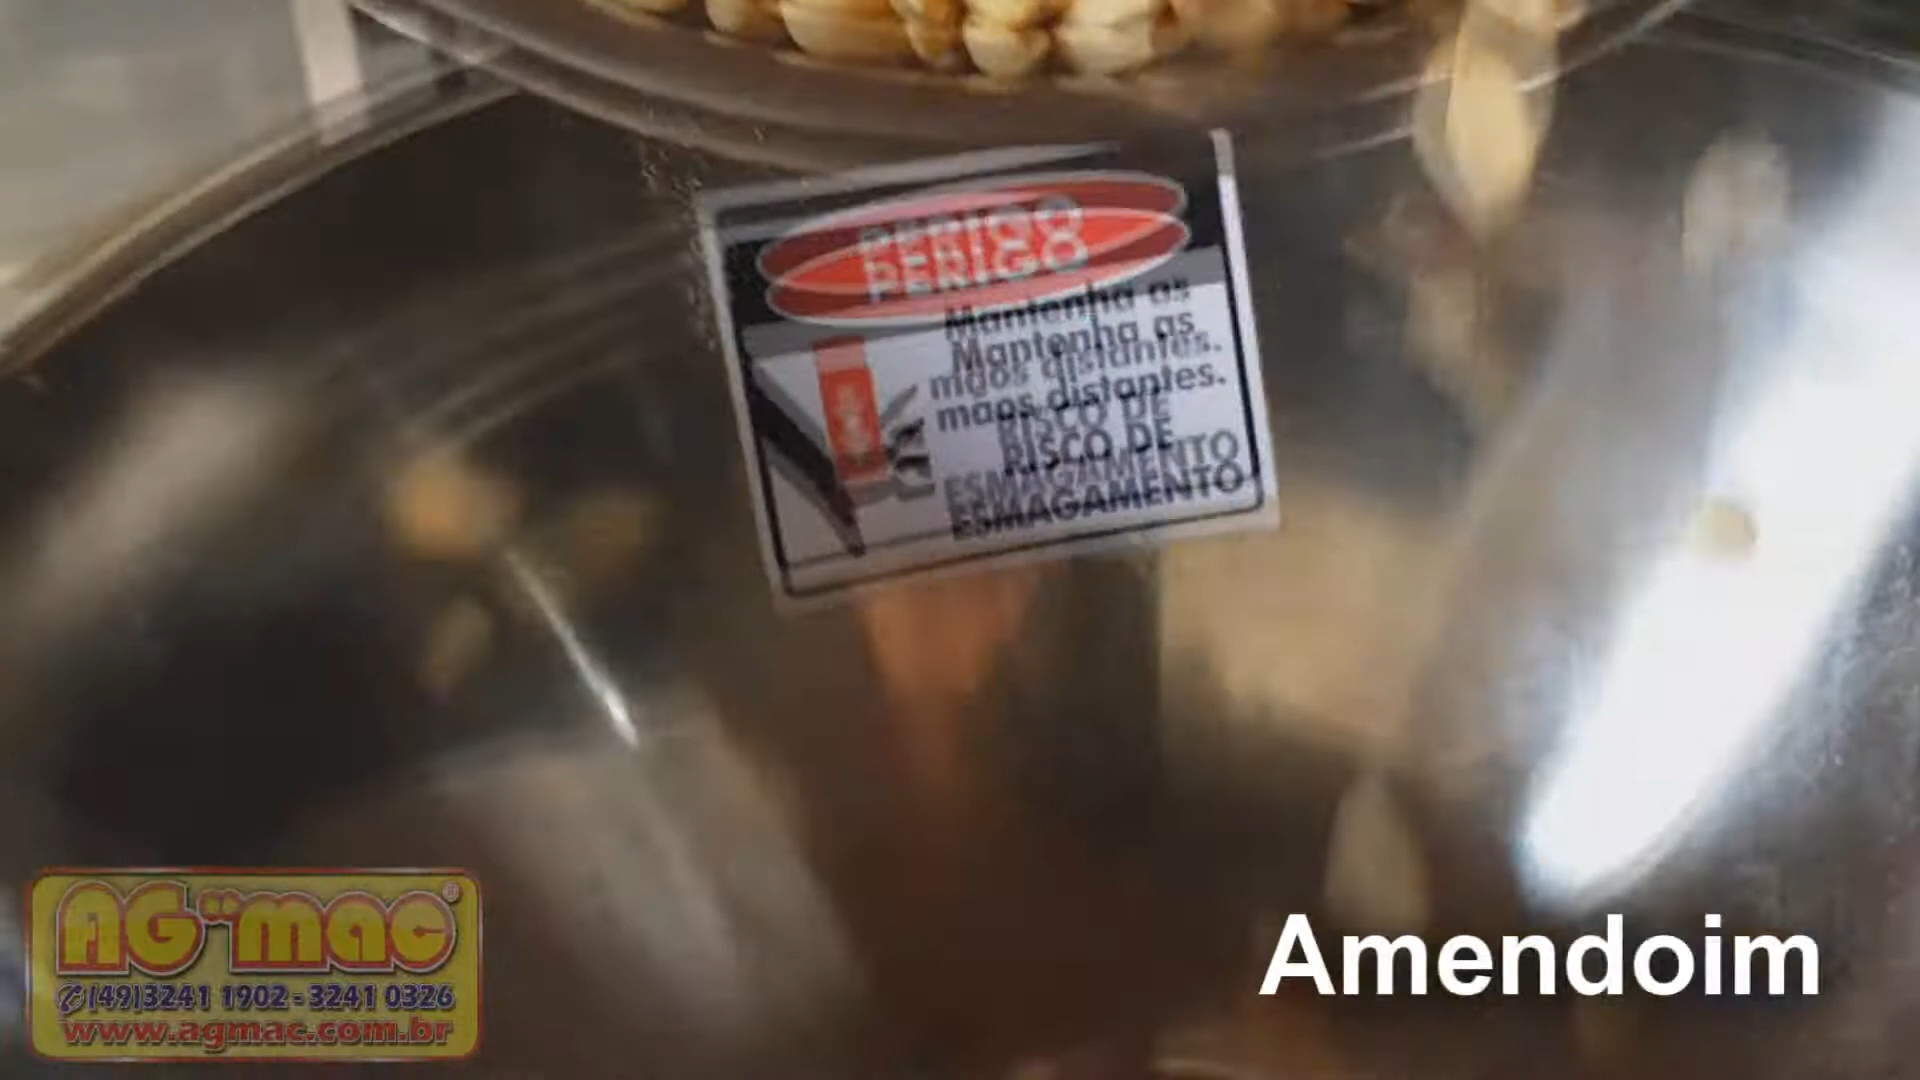 PERIGO
Mantenha as
mãos distantes.
RISCO DE
ESMAGAMENTO
AG mac®
(49)3241 1902 - 3241 0326
www.agmac.com.br
Amendoim